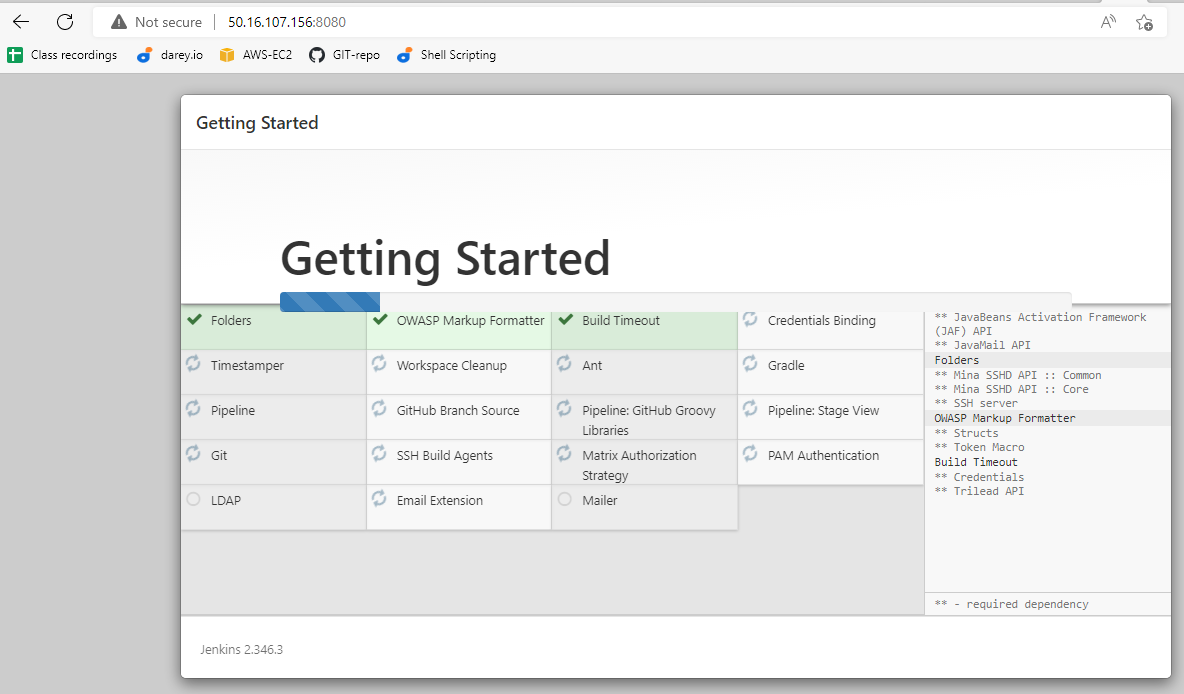 Not secure 50.16.107.156:8080
Class recordings darey.io AWS-EC2 GIT-repo Shell Scripting
Getting Started
Getting Started
Folders OWASP Markup Formatter Build Timeout Credentials Binding
Timestamper Workspace Cleanup Ant Gradle
Pipeline GitHub Branch Source Pipeline: GitHub Groovy Pipeline: Stage View
Libraries
Git SSH Build Agents Matrix Authorization PAM Authentication
Strategy
LDAP Email Extension Mailer
** JavaBeans Activation Framework
(JAF) API
** JavaMail API
Folders
** Mina SSHD API :: Common
** Mina SSHD API :: Core
** SSH server
OWASP Markup Formatter
** Structs
** Token Macro
Build Timeout
** Credentials
** Trilead API
** - required dependency
Jenkins 2.346.3